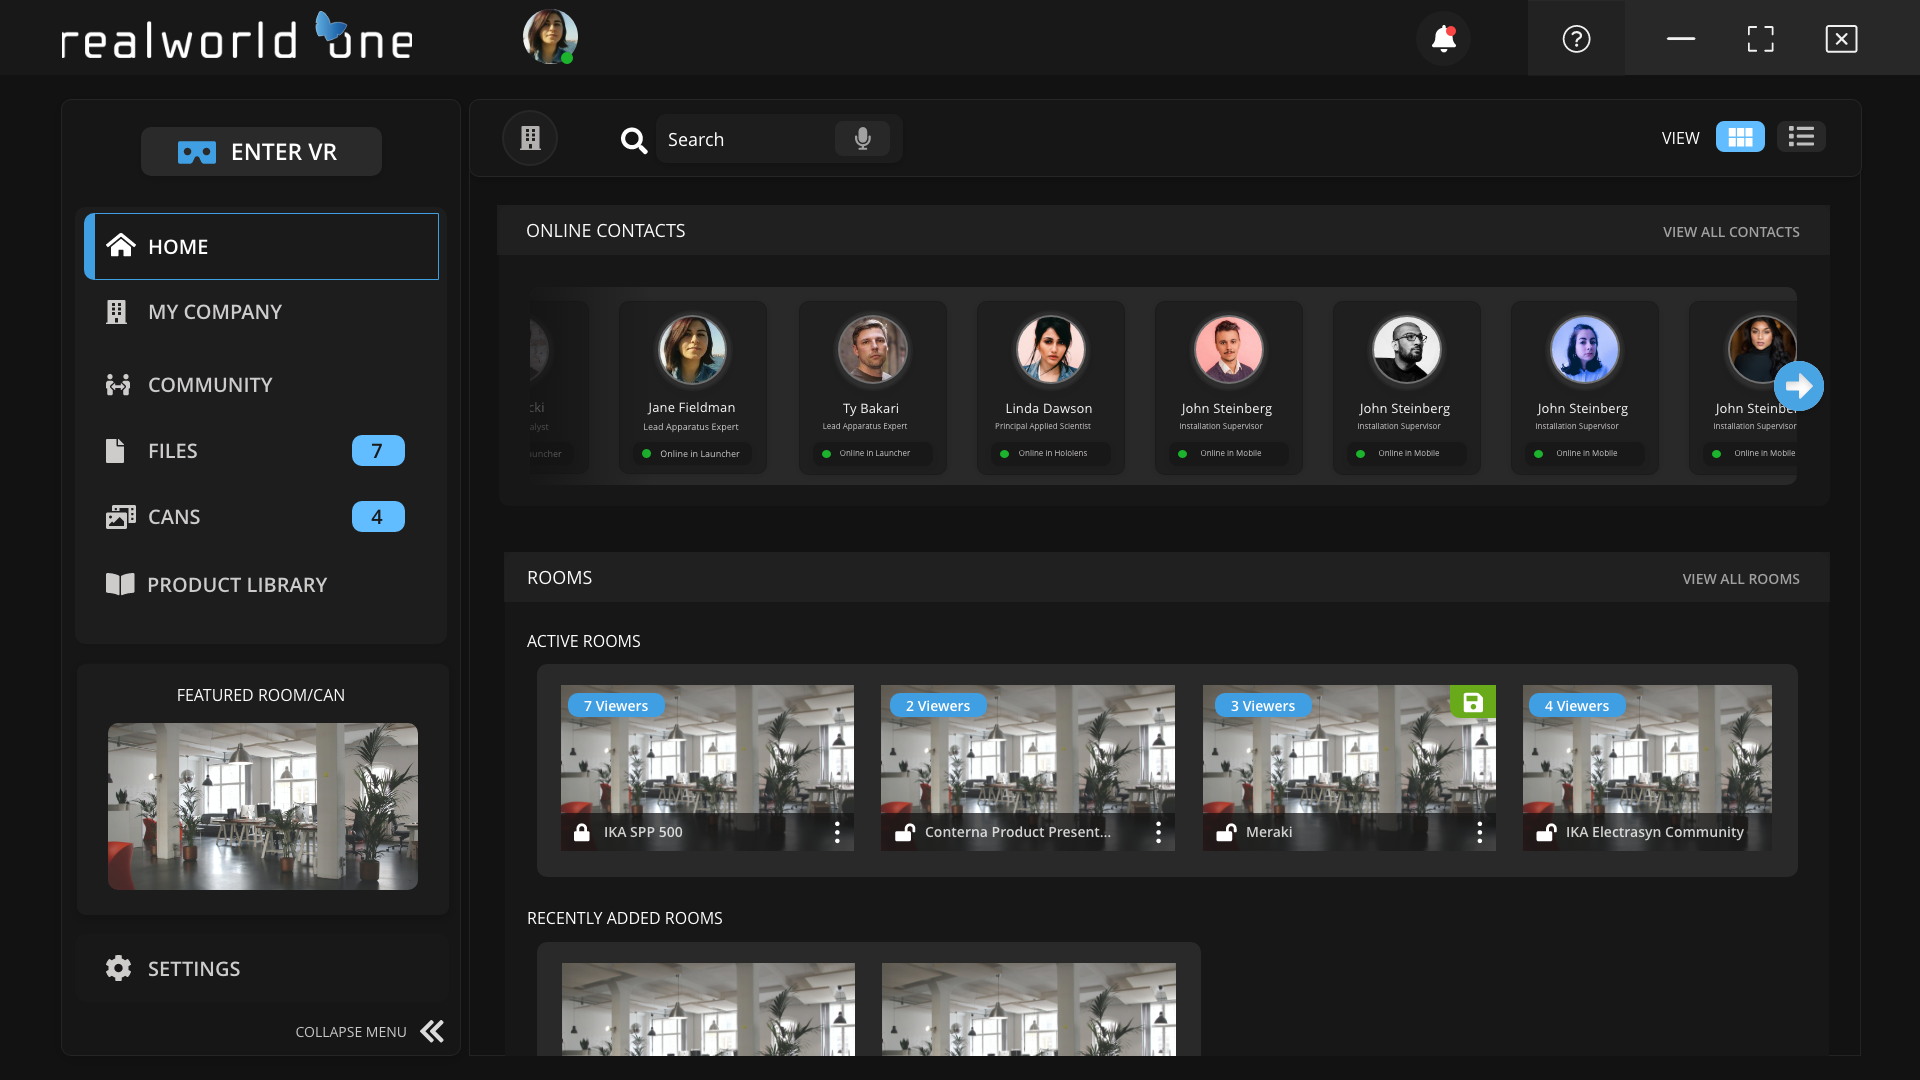 realworld one
ENTER VR
HOME
MY COMPANY
COMMUNITY
FILES 7
CANS 4
PRODUCT LIBRARY
FEATURED ROOM/CAN
SETTINGS
COLLAPSE MENU
Search
VIEW
ONLINE CONTACTS
VIEW ALL CONTACTS
cki
alyst
auncher
Jane Fieldman
Lead Apparatus Expert
Online in Launcher
Ty Bakari
Lead Apparatus Expert
Online in Launcher
Linda Dawson
Principal Applied Scientist
Online in Hololens
John Steinberg
Installation Supervisor
Online in Mobile
John Steinberg
Installation Supervisor
Online in Mobile
John Steinberg
Installation Supervisor
Online in Mobile
John Steinbe
Installation Supervisor
Online in Mobile
ROOMS
VIEW ALL ROOMS
ACTIVE ROOMS
7 Viewers
IKA SPP 500
2 Viewers
Conterna Product Present...
3 Viewers
Meraki
4 Viewers
IKA Electrasyn Community
RECENTLY ADDED ROOMS